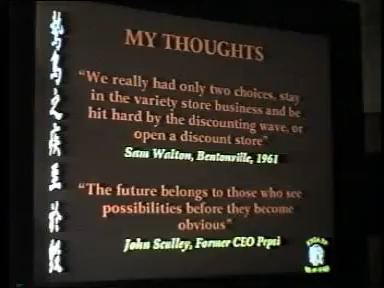 MY THOUGHTS
“We really had only two choices, stay
in the variety store business and be
hit hard by the discounting wave, or
open a discount store”
Sam Walton, Bentonville, 1961
“The future belongs to those who see
possibilities before they become
obvious”
John Sculley, Former CEO Pepsi